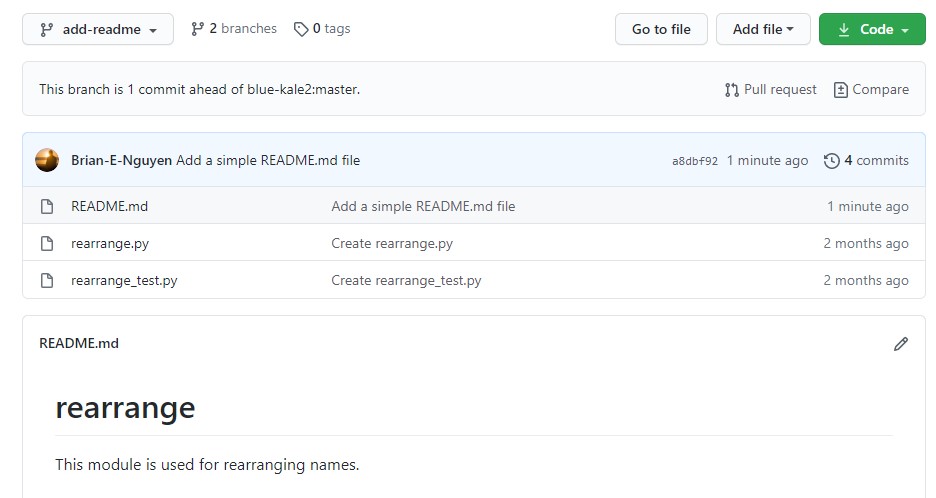 add-readme 2 branches 0 tags Go to file Add file Code
This branch is 1 commit ahead of blue-kale2:master. Pull request Compare
Brian-E-Nguyen Add a simple README.md file a8dbf92 1 minute ago 4 commits
README.md Add a simple README.md file 1 minute ago
rearrange.py Create rearrange.py 2 months ago
rearrange_test.py Create rearrange_test.py 2 months ago
README.md
rearrange
This module is used for rearranging names.